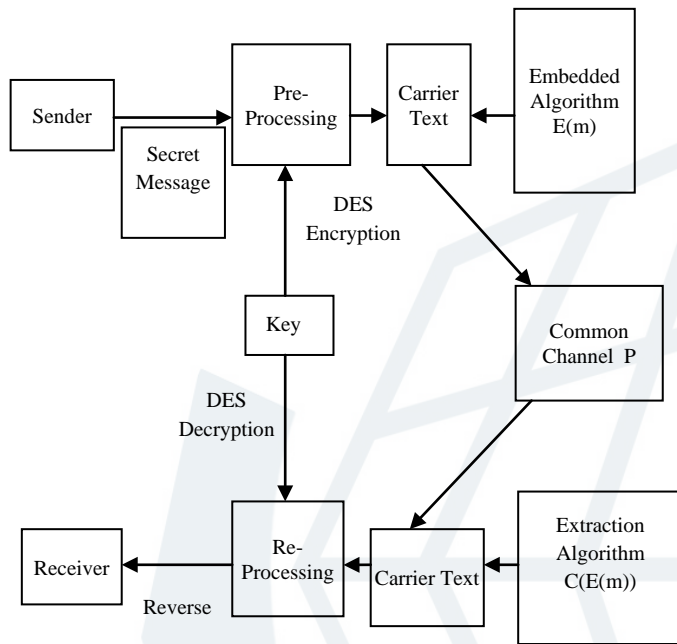 Sender
Secret
Message
Pre-
Processing
Carrier
Text
Embedded
Algorithm
E(m)
DES
Encryption
Key
Common
Channel P
DES
Decryption
Receiver
Reverse
Re-
Processing
Carrier Text
Extraction
Algorithm
C(E(m))